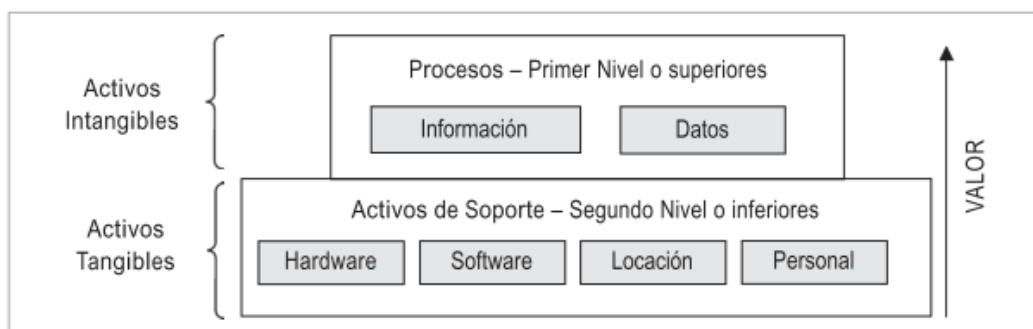 Procesos – Primer Nivel o superiores
Activos
Intangibles
Información
Datos
VALOR
Activos de Soporte – Segundo Nivel o inferiores
Activos
Tangibles
Hardware
Software
Locación
Personal